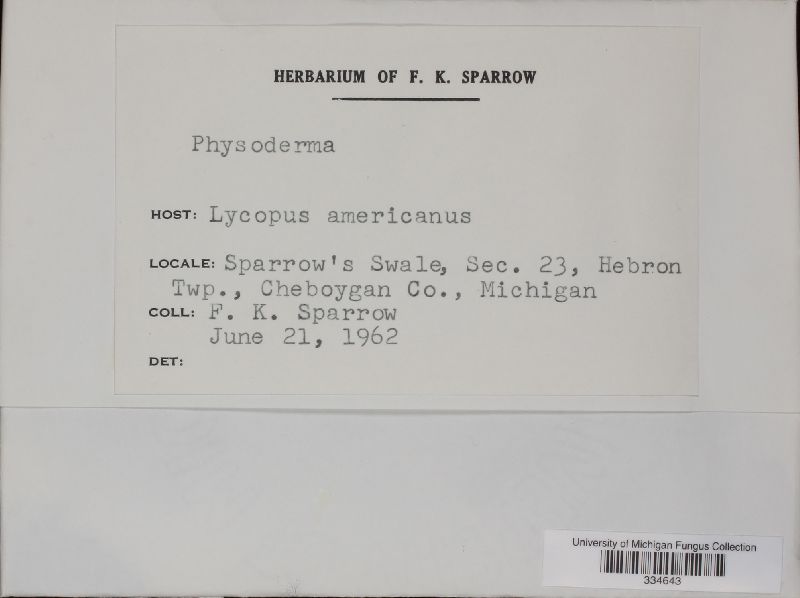 HERBARIUM OF F. K. SPARROW
Physoderma
HOST: Lycopus americanus
LOCALE: Sparrow's Swale, Sec. 23, Hebron
Twp., Cheboygan Co., Michigan
COLL: F. K. Sparrow
June 21, 1962
DET:
University of Michigan Fungus Collection
334643